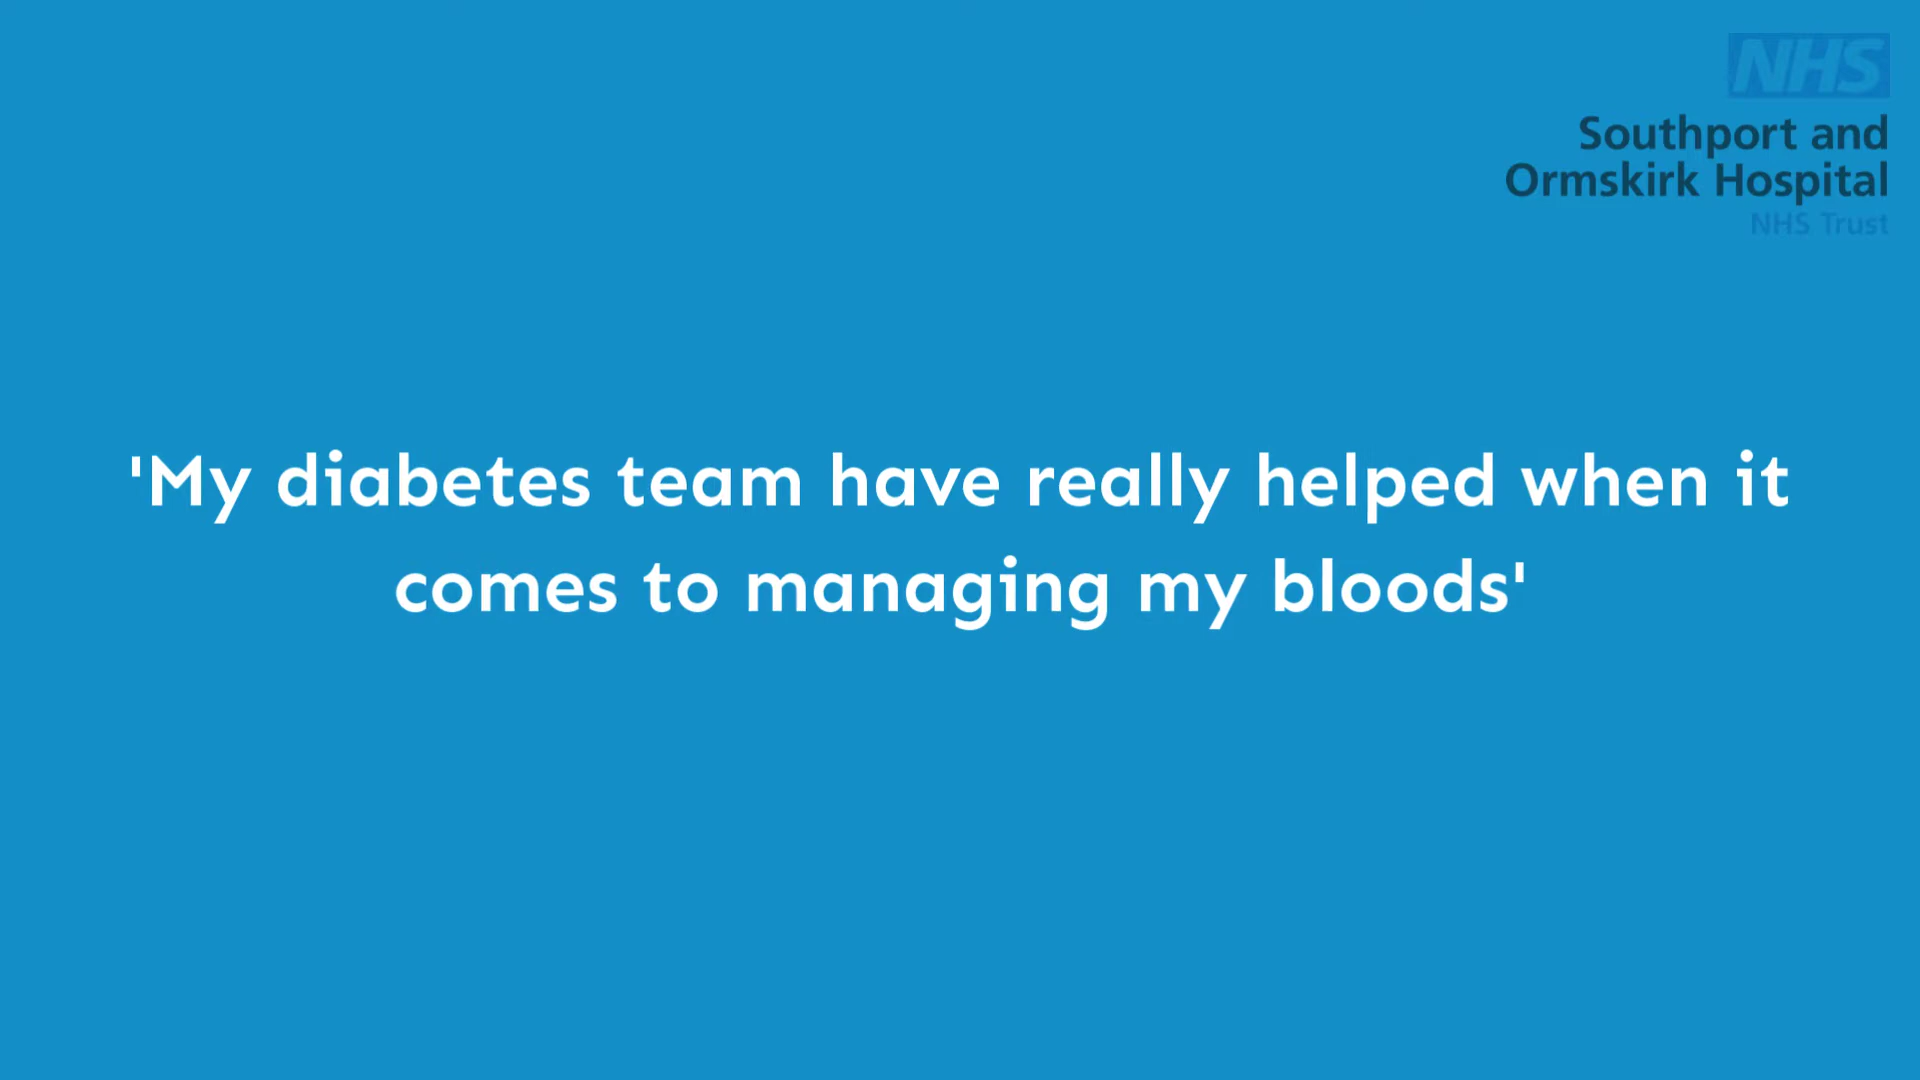 NHS
Southport and
Ormskirk Hospital
NHS Trust
'My diabetes team have really helped when it
comes to managing my bloods'